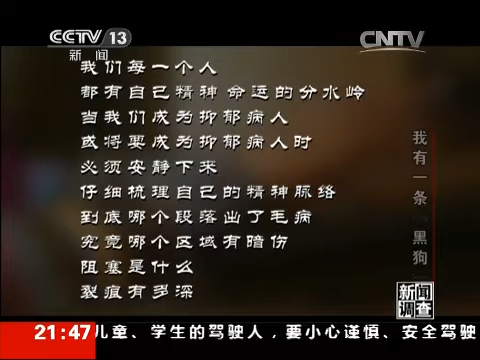 CCTV 13
新闻
CNTV
我们每一个人
都有自己精神命运的分水岭
当我们成为抑郁病人
或将要成为抑郁病人时
必须安静下来
仔细梳理自己的精神脉络
到底哪个段落出了毛病
究竟哪个区域有暗伤
阻塞是什么
裂痕有多深
我有一条“黑狗”
新闻调查
21:47
儿童、学生的驾驶人，要小心谨慎、安全驾驶